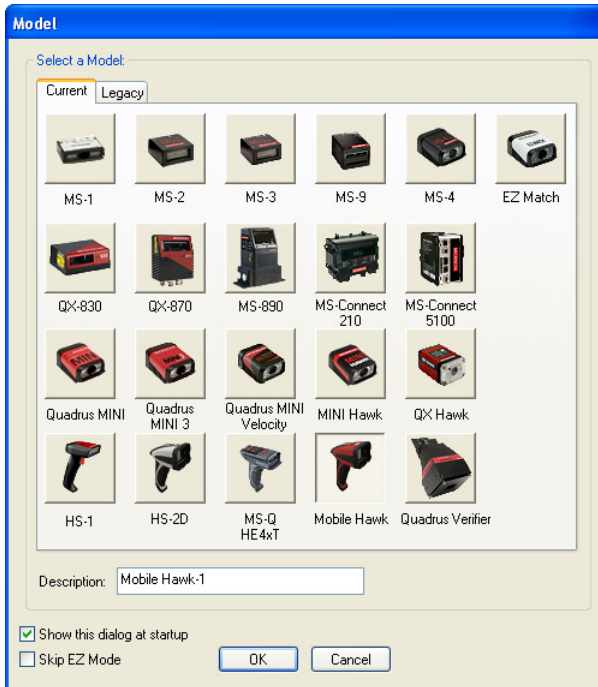 Model
Select a Model:
Current Legacy
MS-1 MS-2 MS-3 MS-9 MS-4 EZ Match
QX-830 QX-870 MS-890 MS-Connect 210 MS-Connect 5100
Quadrus MINI Quadrus MINI 3 Quadrus MINI Velocity MINI Hawk QX Hawk
HS-1 HS-2D MS-Q HE4xT Mobile Hawk Quadrus Verifier
Description: Mobile Hawk-1
Show this dialog at startup
Skip EZ Mode OK Cancel